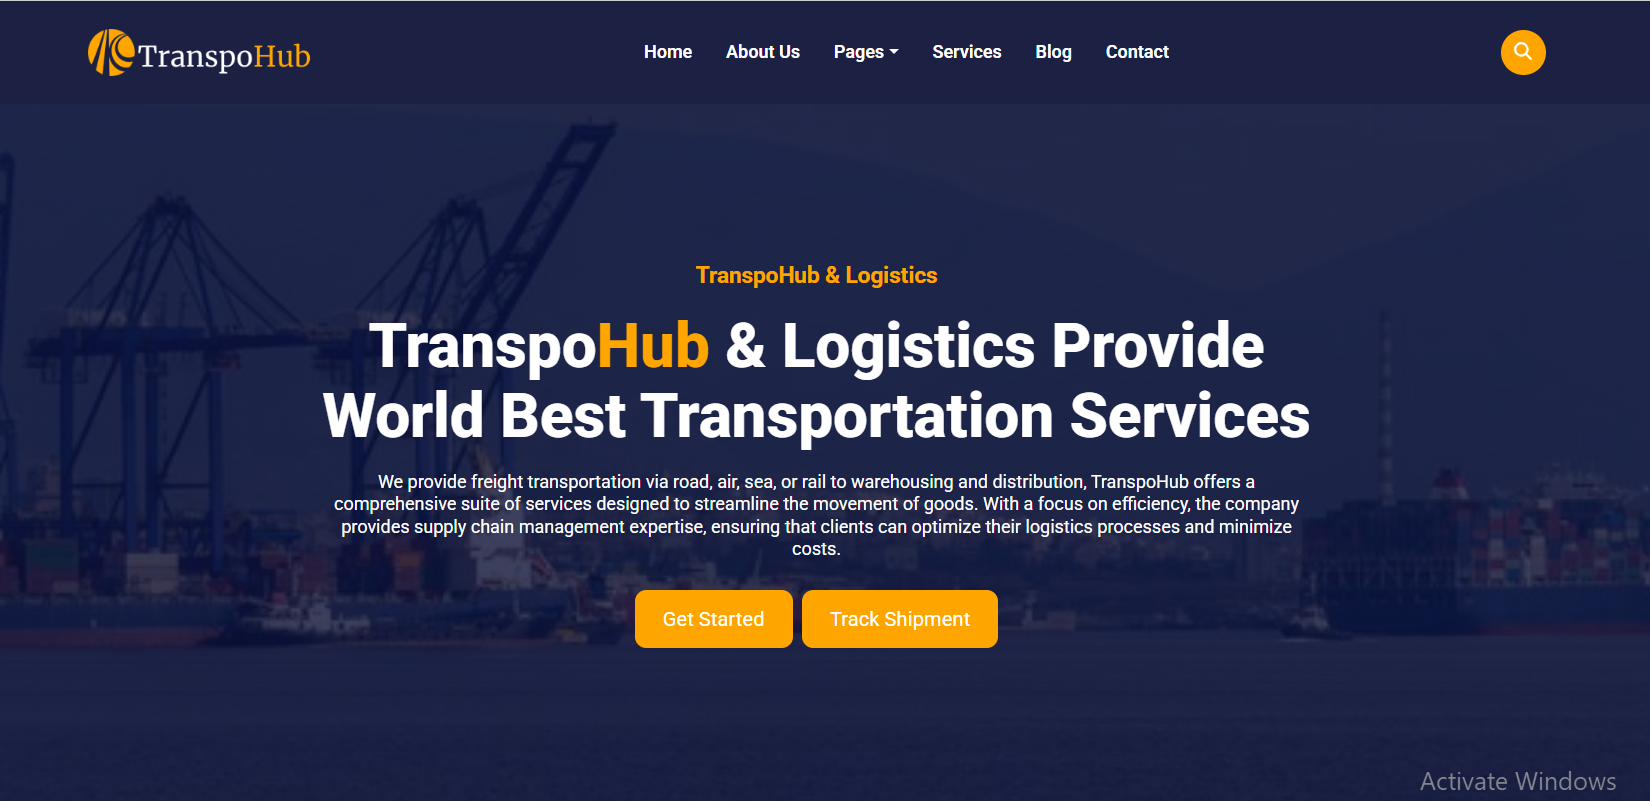 TranspoHub
Home About Us Pages Services Blog Contact
TranspoHub & Logistics
TranspoHub & Logistics Provide
World Best Transportation Services
We provide freight transportation via road, air, sea, or rail to warehousing and distribution, TranspoHub offers a
comprehensive suite of services designed to streamline the movement of goods. With a focus on efficiency, the company
provides supply chain management expertise, ensuring that clients can optimize their logistics processes and minimize
costs.
Get Started Track Shipment
Activate Windows